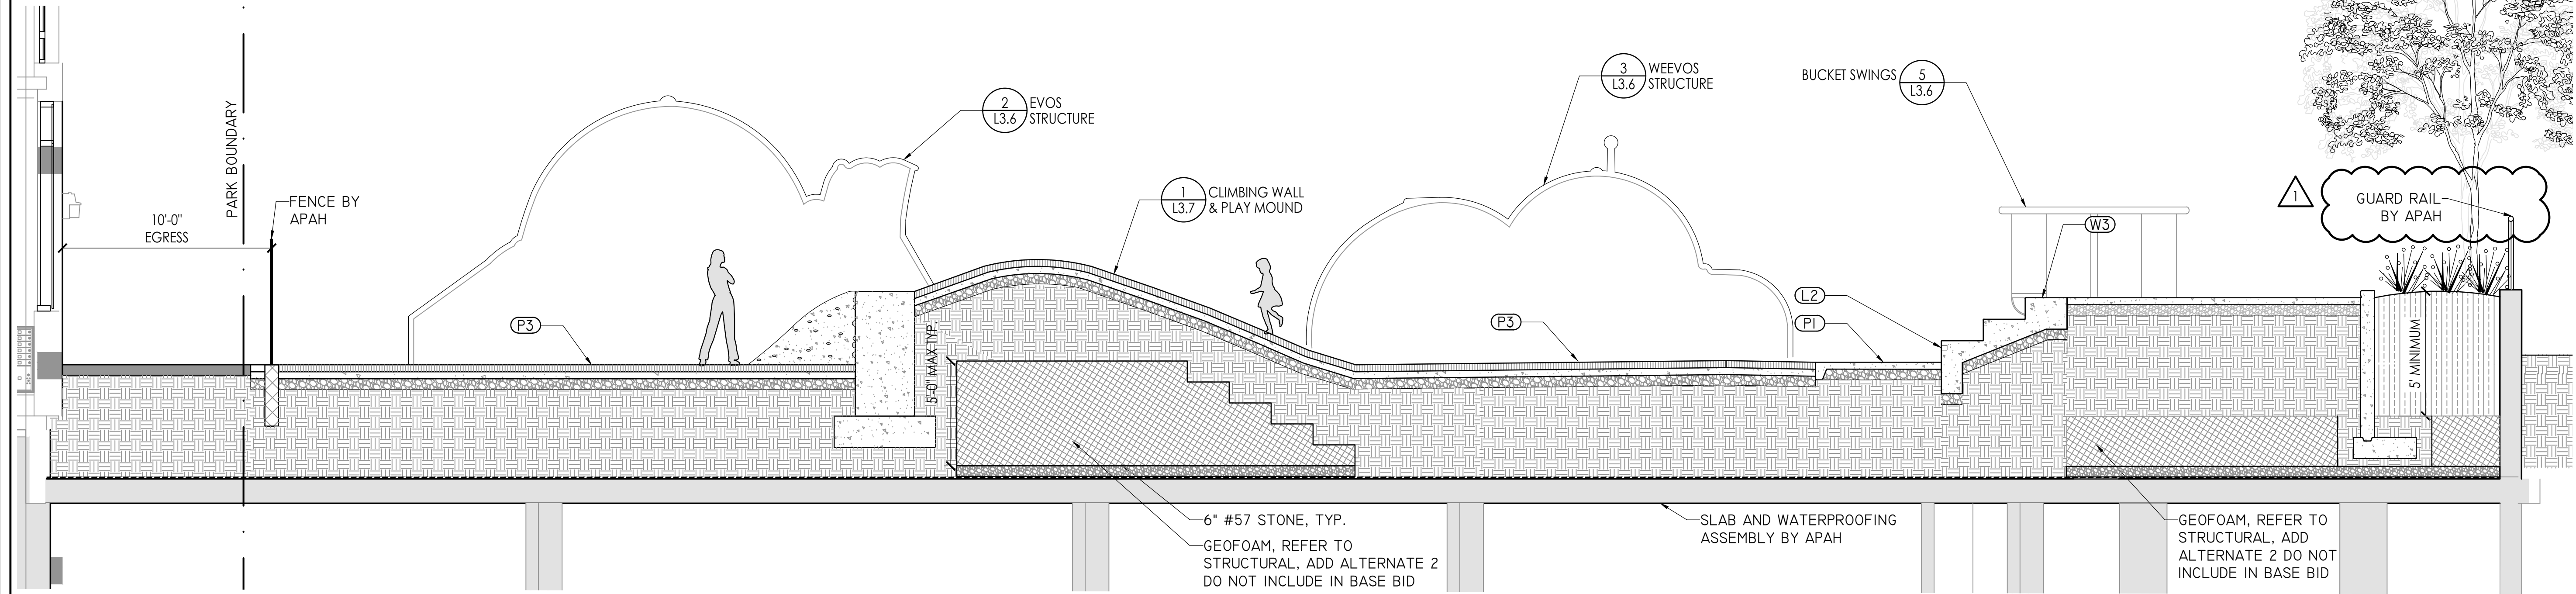 PARK BOUNDARY
10'-0"
EGRESS
FENCE BY
APAH
P3
2
L3.6
EVOS
STRUCTURE
1
L3.7
CLIMBING WALL
& PLAY MOUND
5'-0" MAX TYP.
3
L3.6
WEEVOS
STRUCTURE
P3
BUCKET SWINGS
5
L3.6
L2
P1
W3
1
GUARD RAIL
BY APAH
5' MINIMUM
6" #57 STONE, TYP.
GEOFOAM, REFER TO
STRUCTURAL, ADD ALTERNATE 2
DO NOT INCLUDE IN BASE BID
SLAB AND WATERPROOFING
ASSEMBLY BY APAH
GEOFOAM, REFER TO
STRUCTURAL, ADD
ALTERNATE 2 DO NOT
INCLUDE IN BASE BID